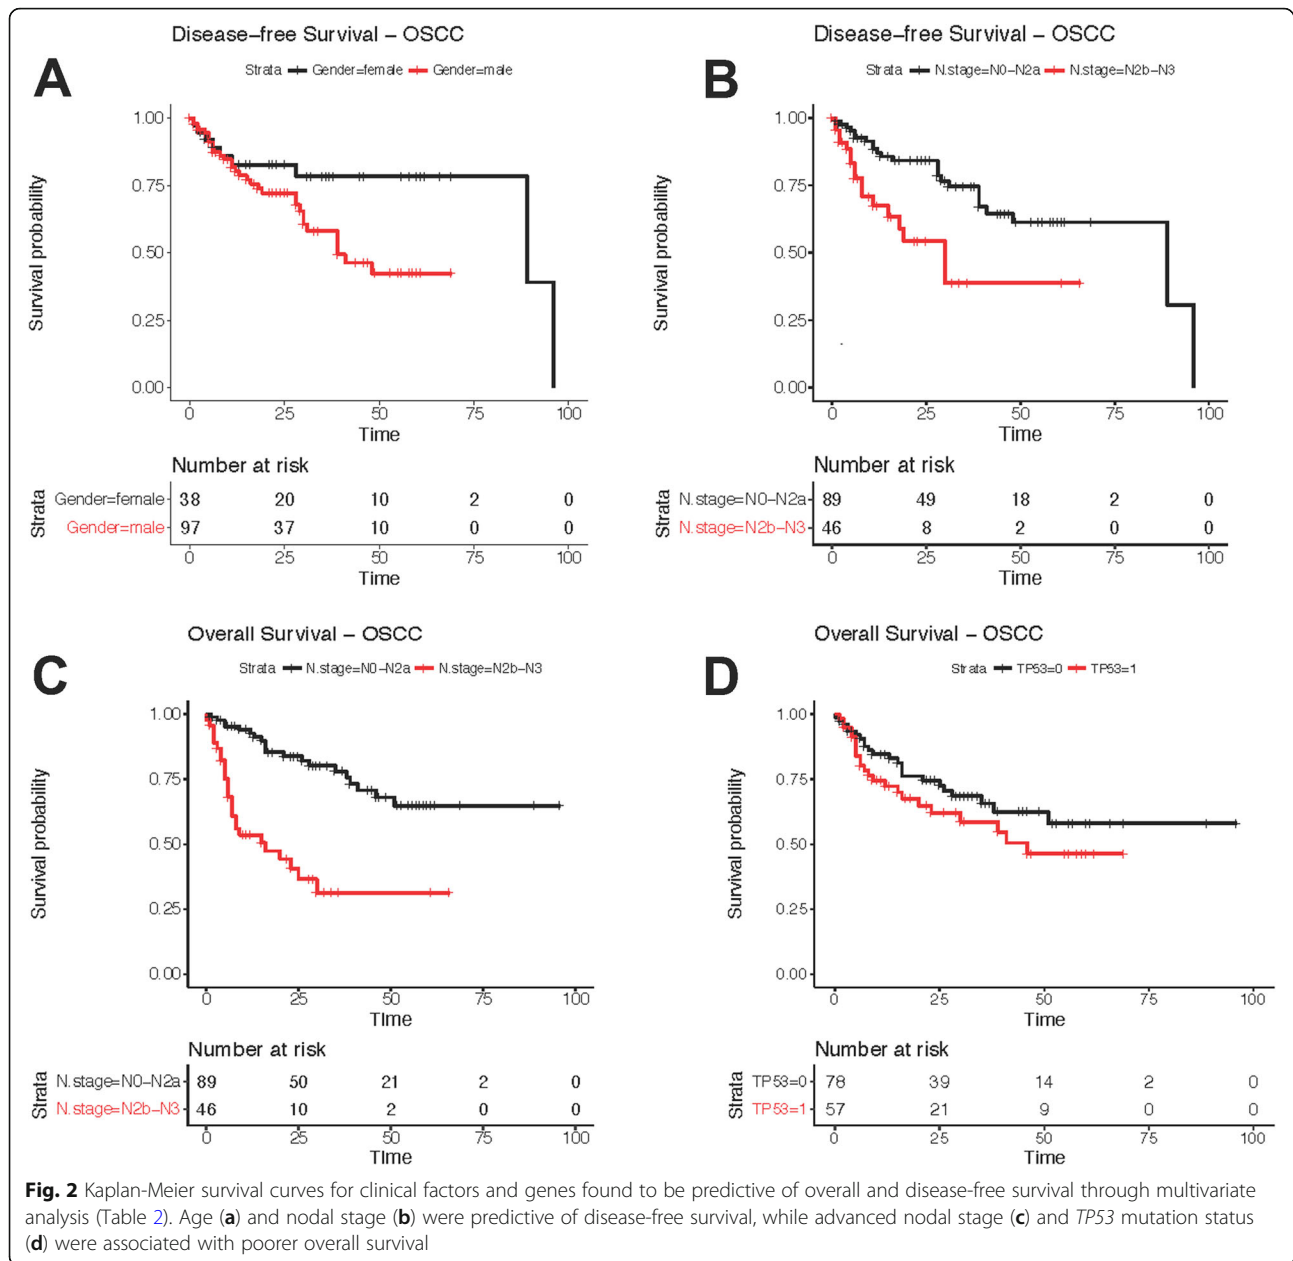 Disease–free Survival – OSCC
A
Strata Gender=female Gender=male
Survival probability
1.00
0.75
0.50
0.25
0.00
0 25 50 75 100
Time
Number at risk
Strata
Gender=female 38 20 10 2 0
Gender=male 97 37 10 0 0
0 25 50 75 100
Time
Disease–free Survival – OSCC
B
Strata N.stage=N0–N2a N.stage=N2b–N3
Survival probability
1.00
0.75
0.50
0.25
0.00
0 25 50 75 100
Time
Number at risk
Strata
N.stage=N0–N2a 89 49 18 2 0
N.stage=N2b–N3 46 8 2 0 0
0 25 50 75 100
Time
Overall Survival – OSCC
C
Strata N.stage=N0–N2a N.stage=N2b–N3
Survival probability
1.00
0.75
0.50
0.25
0.00
0 25 50 75 100
Time
Number at risk
Strata
N.stage=N0–N2a 89 50 21 2 0
N.stage=N2b–N3 46 10 2 0 0
0 25 50 75 100
Time
Overall Survival – OSCC
D
Strata TP53=0 TP53=1
Survival probability
1.00
0.75
0.50
0.25
0.00
0 25 50 75 100
Time
Number at risk
Strata
TP53=0 78 39 14 2 0
TP53=1 57 21 9 0 0
0 25 50 75 100
Time
Fig. 2 Kaplan-Meier survival curves for clinical factors and genes found to be predictive of overall and disease-free survival through multivariate
analysis (Table 2). Age (a) and nodal stage (b) were predictive of disease-free survival, while advanced nodal stage (c) and TP53 mutation status
(d) were associated with poorer overall survival